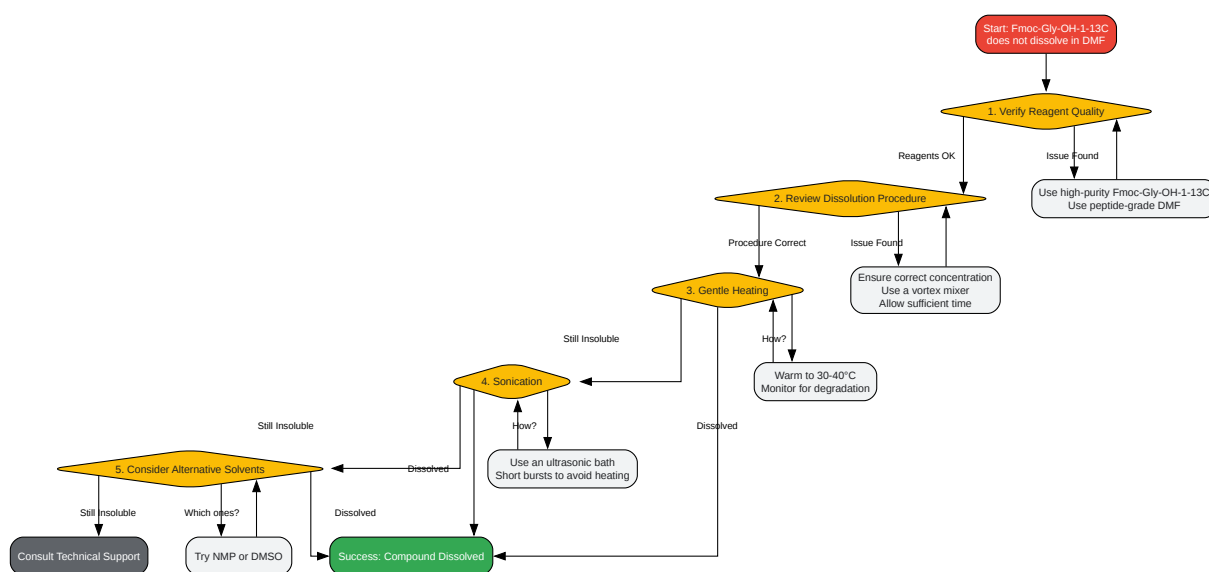 Start: Fmoc-Gly-OH-1-13C
does not dissolve in DMF
1. Verify Reagent Quality
Reagents OK
Issue Found
Use high-purity Fmoc-Gly-OH-1-13C
Use peptide-grade DMF
2. Review Dissolution Procedure
Procedure Correct
Issue Found
Ensure correct concentration
Use a vortex mixer
Allow sufficient time
3. Gentle Heating
Still Insoluble
How?
Warm to 30-40°C
Monitor for degradation
4. Sonication
Still Insoluble
How?
Dissolved
Use an ultrasonic bath
Short bursts to avoid heating
5. Consider Alternative Solvents
Dissolved
Still Insoluble
Which ones?
Dissolved
Consult Technical Support
Try NMP or DMSO
Success: Compound Dissolved